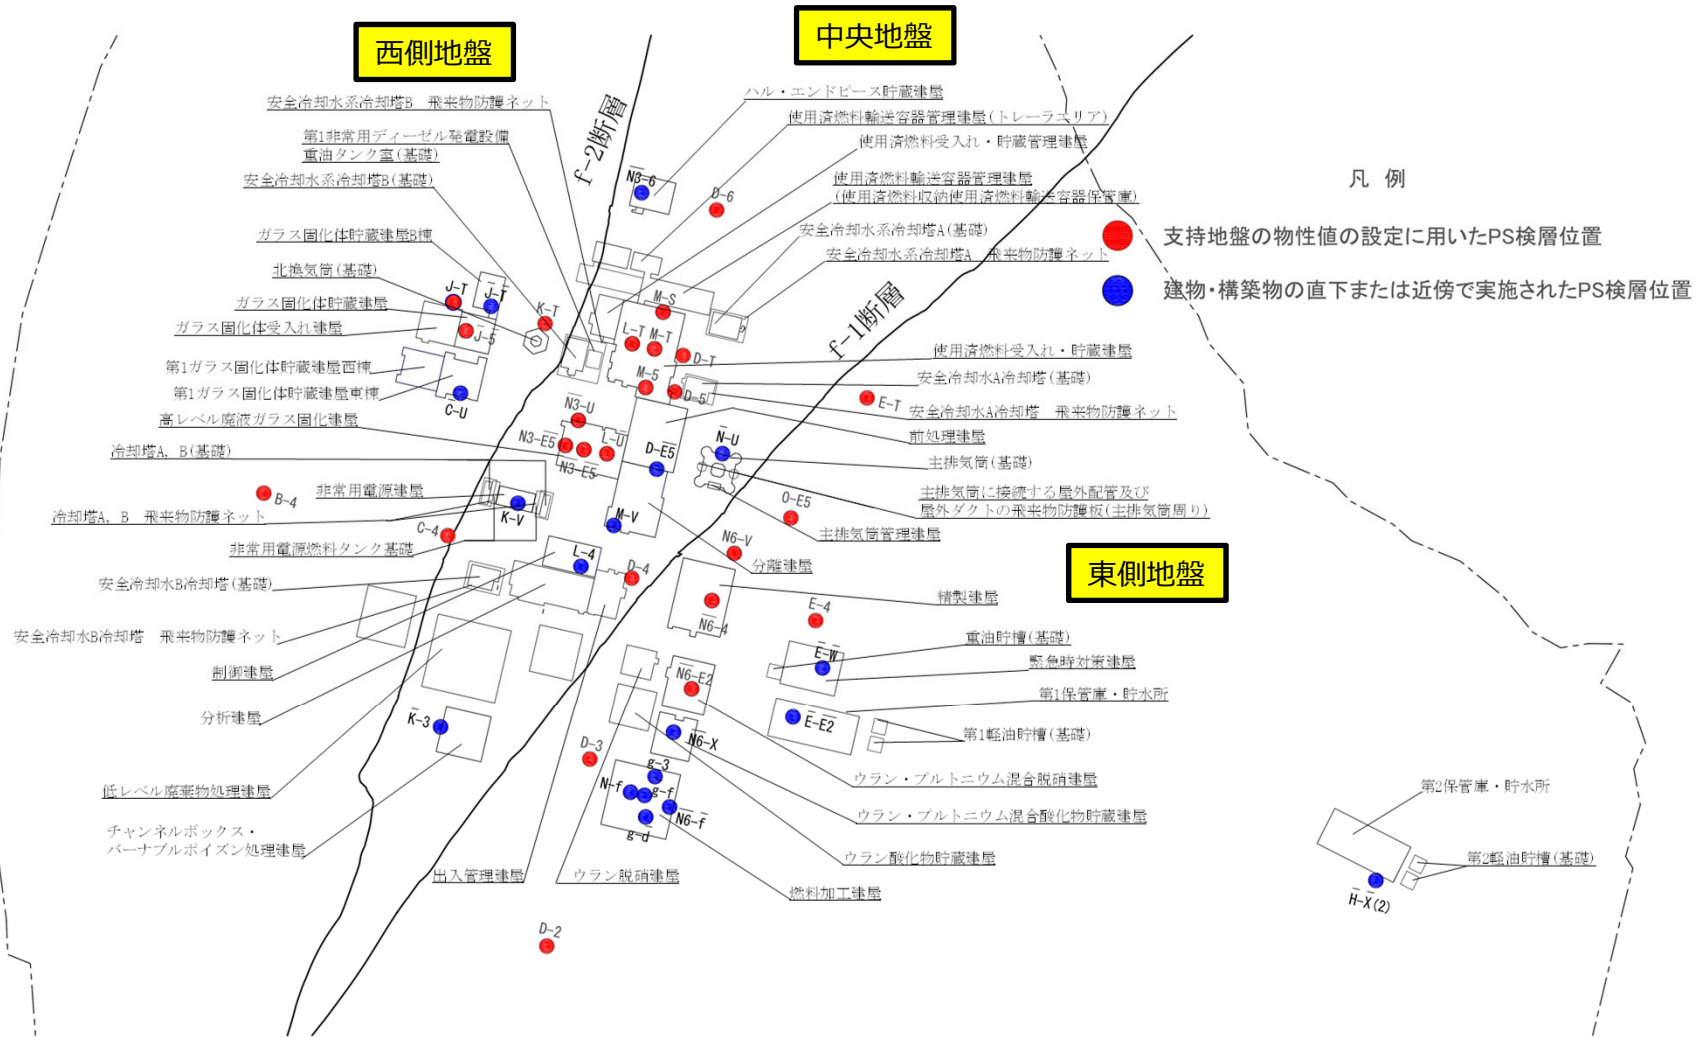 西側地盤
中央地盤
東側地盤
f-2断層
f-1断層
凡 例
支持地盤の物性値の設定に用いたPS検層位置
建物・構築物の直下または近傍で実施されたPS検層位置
安全冷却水系冷却塔B 飛来物防護ネット
第1非常用ディーゼル発電設備
重油タンク室(基礎)
安全冷却水系冷却塔B(基礎)
ガラス固化体貯蔵建屋B棟
北換気筒(基礎)
ガラス固化体貯蔵建屋
ガラス固化体受入れ建屋
第1ガラス固化体貯蔵建屋西棟
第1ガラス固化体貯蔵建屋東棟
高レベル廃液ガラス固化建屋
冷却塔A, B(基礎)
非常用電源建屋
冷却塔A, B 飛来物防護ネット
非常用電源燃料タンク基礎
安全冷却水B冷却塔(基礎)
安全冷却水B冷却塔 飛来物防護ネット
制御建屋
分析建屋
低レベル廃棄物処理建屋
チャンネルボックス・
バーナブルポイズン処理建屋
出入管理建屋
ウラン脱硝建屋
ハル・エンドピース貯蔵建屋
使用済燃料輸送容器管理建屋(トレーラエリア)
使用済燃料受入れ・貯蔵管理建屋
使用済燃料輸送容器管理建屋
(使用済燃料収納使用済燃料輸送容器保管庫)
安全冷却水系冷却塔A(基礎)
安全冷却水系冷却塔A 飛来物防護ネット
使用済燃料受入れ・貯蔵建屋
安全冷却水A冷却塔(基礎)
安全冷却水A冷却塔 飛来物防護ネット
前処理建屋
主排気筒(基礎)
主排気筒に接続する屋外配管及び
屋外ダクトの飛来物防護板(主排気筒周り)
主排気筒管理建屋
分離建屋
精製建屋
重油貯槽(基礎)
緊急時対策建屋
第1保管庫・貯水所
第1軽油貯槽(基礎)
ウラン・プルトニウム混合脱硝建屋
ウラン・プルトニウム混合酸化物貯蔵建屋
ウラン酸化物貯蔵建屋
燃料加工建屋
第2保管庫・貯水所
第2軽油貯槽(基礎)
N3-6
D-6
J-T
J-T
K-T
J-5
C-U
M-S
L-T
M-T
D-T
M-5
D-5
E-T
N3-U
N3-E5
N3-E5
L-U
D-E5
N-U
B-4
K-V
C-4
M-V
O-E5
N6-V
L-4
D-4
N6-4
E-4
E-W
N6-E2
E-E2
K-3
N6-X
D-3
g-3
N-f
g-f
N6-f
g-d
D-2
H-X(2)